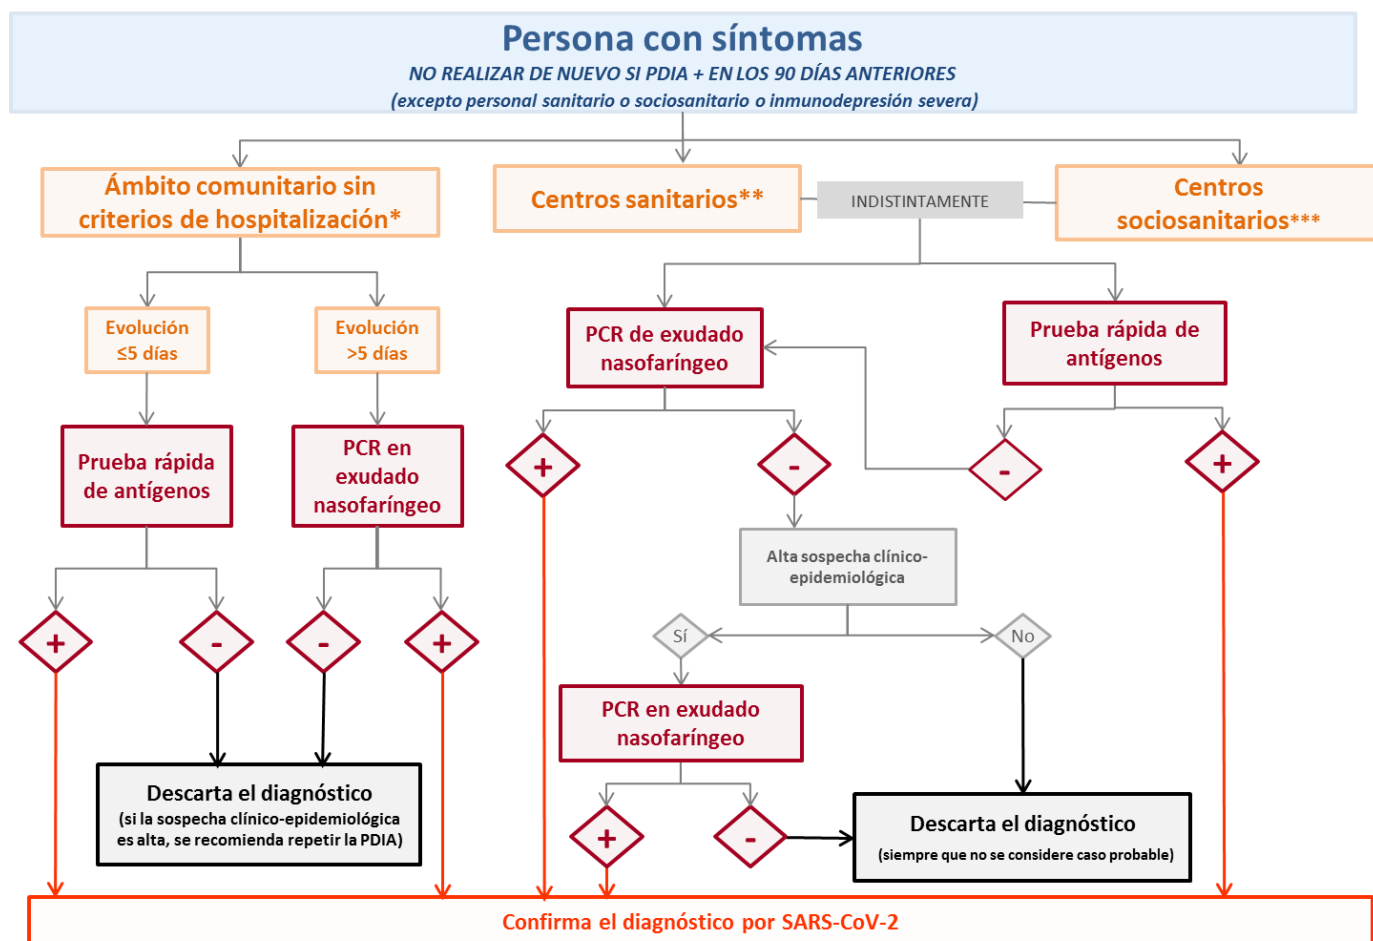 Persona con síntomas
NO REALIZAR DE NUEVO SI PDIA + EN LOS 90 DÍAS ANTERIORES
(excepto personal sanitario o sociosanitario o inmunodepresión severa)
Ámbito comunitario sin
criterios de hospitalización*
Centros sanitarios**
INDISTINTAMENTE
Centros
sociosanitarios***
Evolución
≤5 días
Evolución
>5 días
PCR de exudado
nasofaríngeo
Prueba rápida de
antígenos
Prueba rápida
de antígenos
PCR en
exudado
nasofaríngeo
+
-
-
+
Alta sospecha clínico-
epidemiológica
+
-
-
+
Sí
No
PCR en exudado
nasofaríngeo
Descarta el diagnóstico
(si la sospecha clínico-epidemiológica
es alta, se recomienda repetir la PDIA)
+
-
Descarta el diagnóstico
(siempre que no se considere caso probable)
Confirma el diagnóstico por SARS-CoV-2